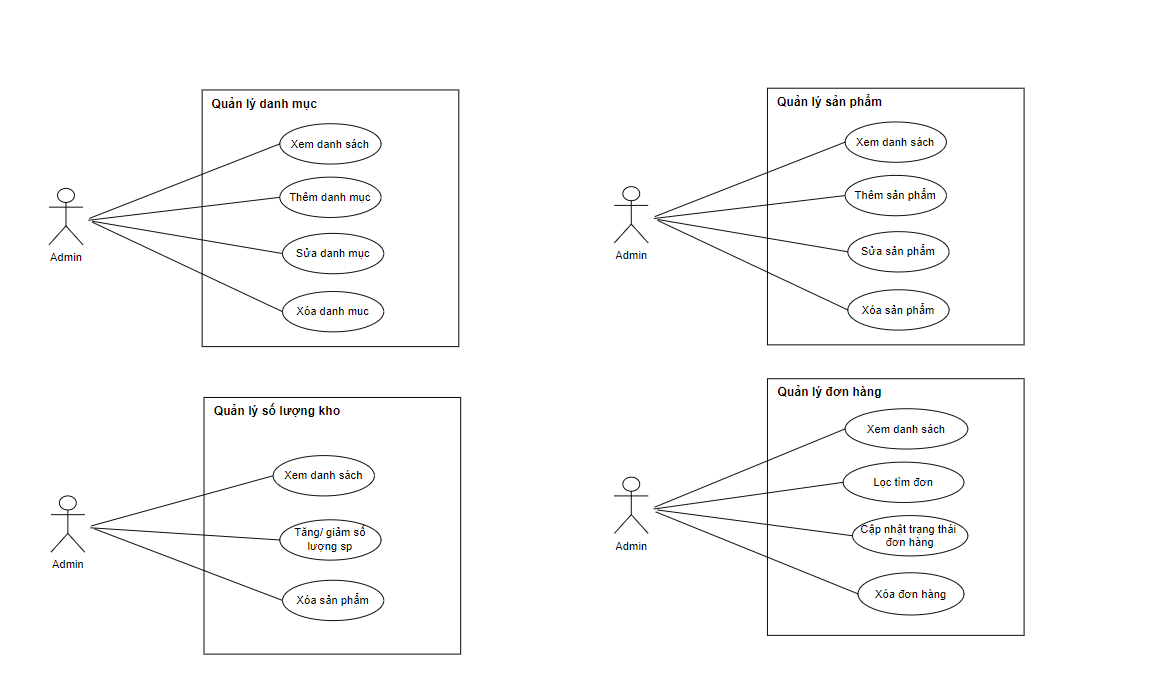 Quản lý danh mục
Xem danh sách
Thêm danh mục
Sửa danh mục
Xóa danh muc
Admin
Quản lý sản phẩm
Xem danh sách
Thêm sản phẩm
Sửa sản phẩm
Xóa sản phẩm
Admin
Quản lý số lượng kho
Xem danh sách
Tăng/ giảm số
lượng sp
Xóa sản phẩm
Admin
Quản lý đơn hàng
Xem danh sách
Lọc tìm đơn
Cập nhật trạng thái
đơn hàng
Xóa đơn hàng
Admin